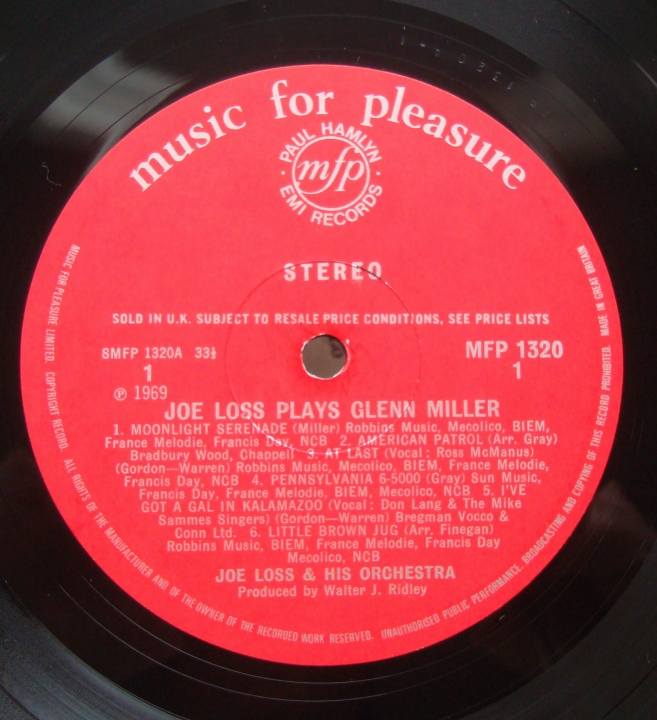 music for pleasure
PAUL HAMLYN
mfp
EMI RECORDS
STEREO
SOLD IN U.K. SUBJECT TO RESALE PRICE CONDITIONS, SEE PRICE LISTS
SMFP 1320A 33⅓
MFP 1320
1
1
℗ 1969
JOE LOSS PLAYS GLENN MILLER
1. MOONLIGHT SERENADE (Miller) Robbins Music, Mecolico, BIEM,
France Melodie, Francis Day, NCB 2. AMERICAN PATROL (Arr. Gray)
Bradbury Wood, Chappell 3. AT LAST (Vocal : Ross McManus)
(Gordon—Warren) Robbins Music, Mecolico, BIEM, France Melodie,
Francis Day, NCB 4. PENNSYLVANIA 6-5000 (Gray) Sun Music,
Francis Day, France Melodie, BIEM, Mecolico, NCB 5. I'VE
GOT A GAL IN KALAMAZOO (Vocal : Don Lang & The Mike
Sammes Singers) (Gordon—Warren) Bregman Vocco &
Conn Ltd. 6. LITTLE BROWN JUG (Arr. Finegan)
Robbins Music, BIEM, France Melodie, Francis Day
Mecolico, NCB
JOE LOSS & HIS ORCHESTRA
Produced by Walter J. Ridley
MUSIC FOR PLEASURE LIMITED. COPYRIGHT RECORD. ALL RIGHTS OF THE MANUFACTURER AND OF THE OWNER OF THE RECORDED WORK RESERVED. UNAUTHORISED PUBLIC PERFORMANCE, BROADCASTING AND COPYING OF THIS RECORD PROHIBITED. MADE IN GREAT BRITAIN